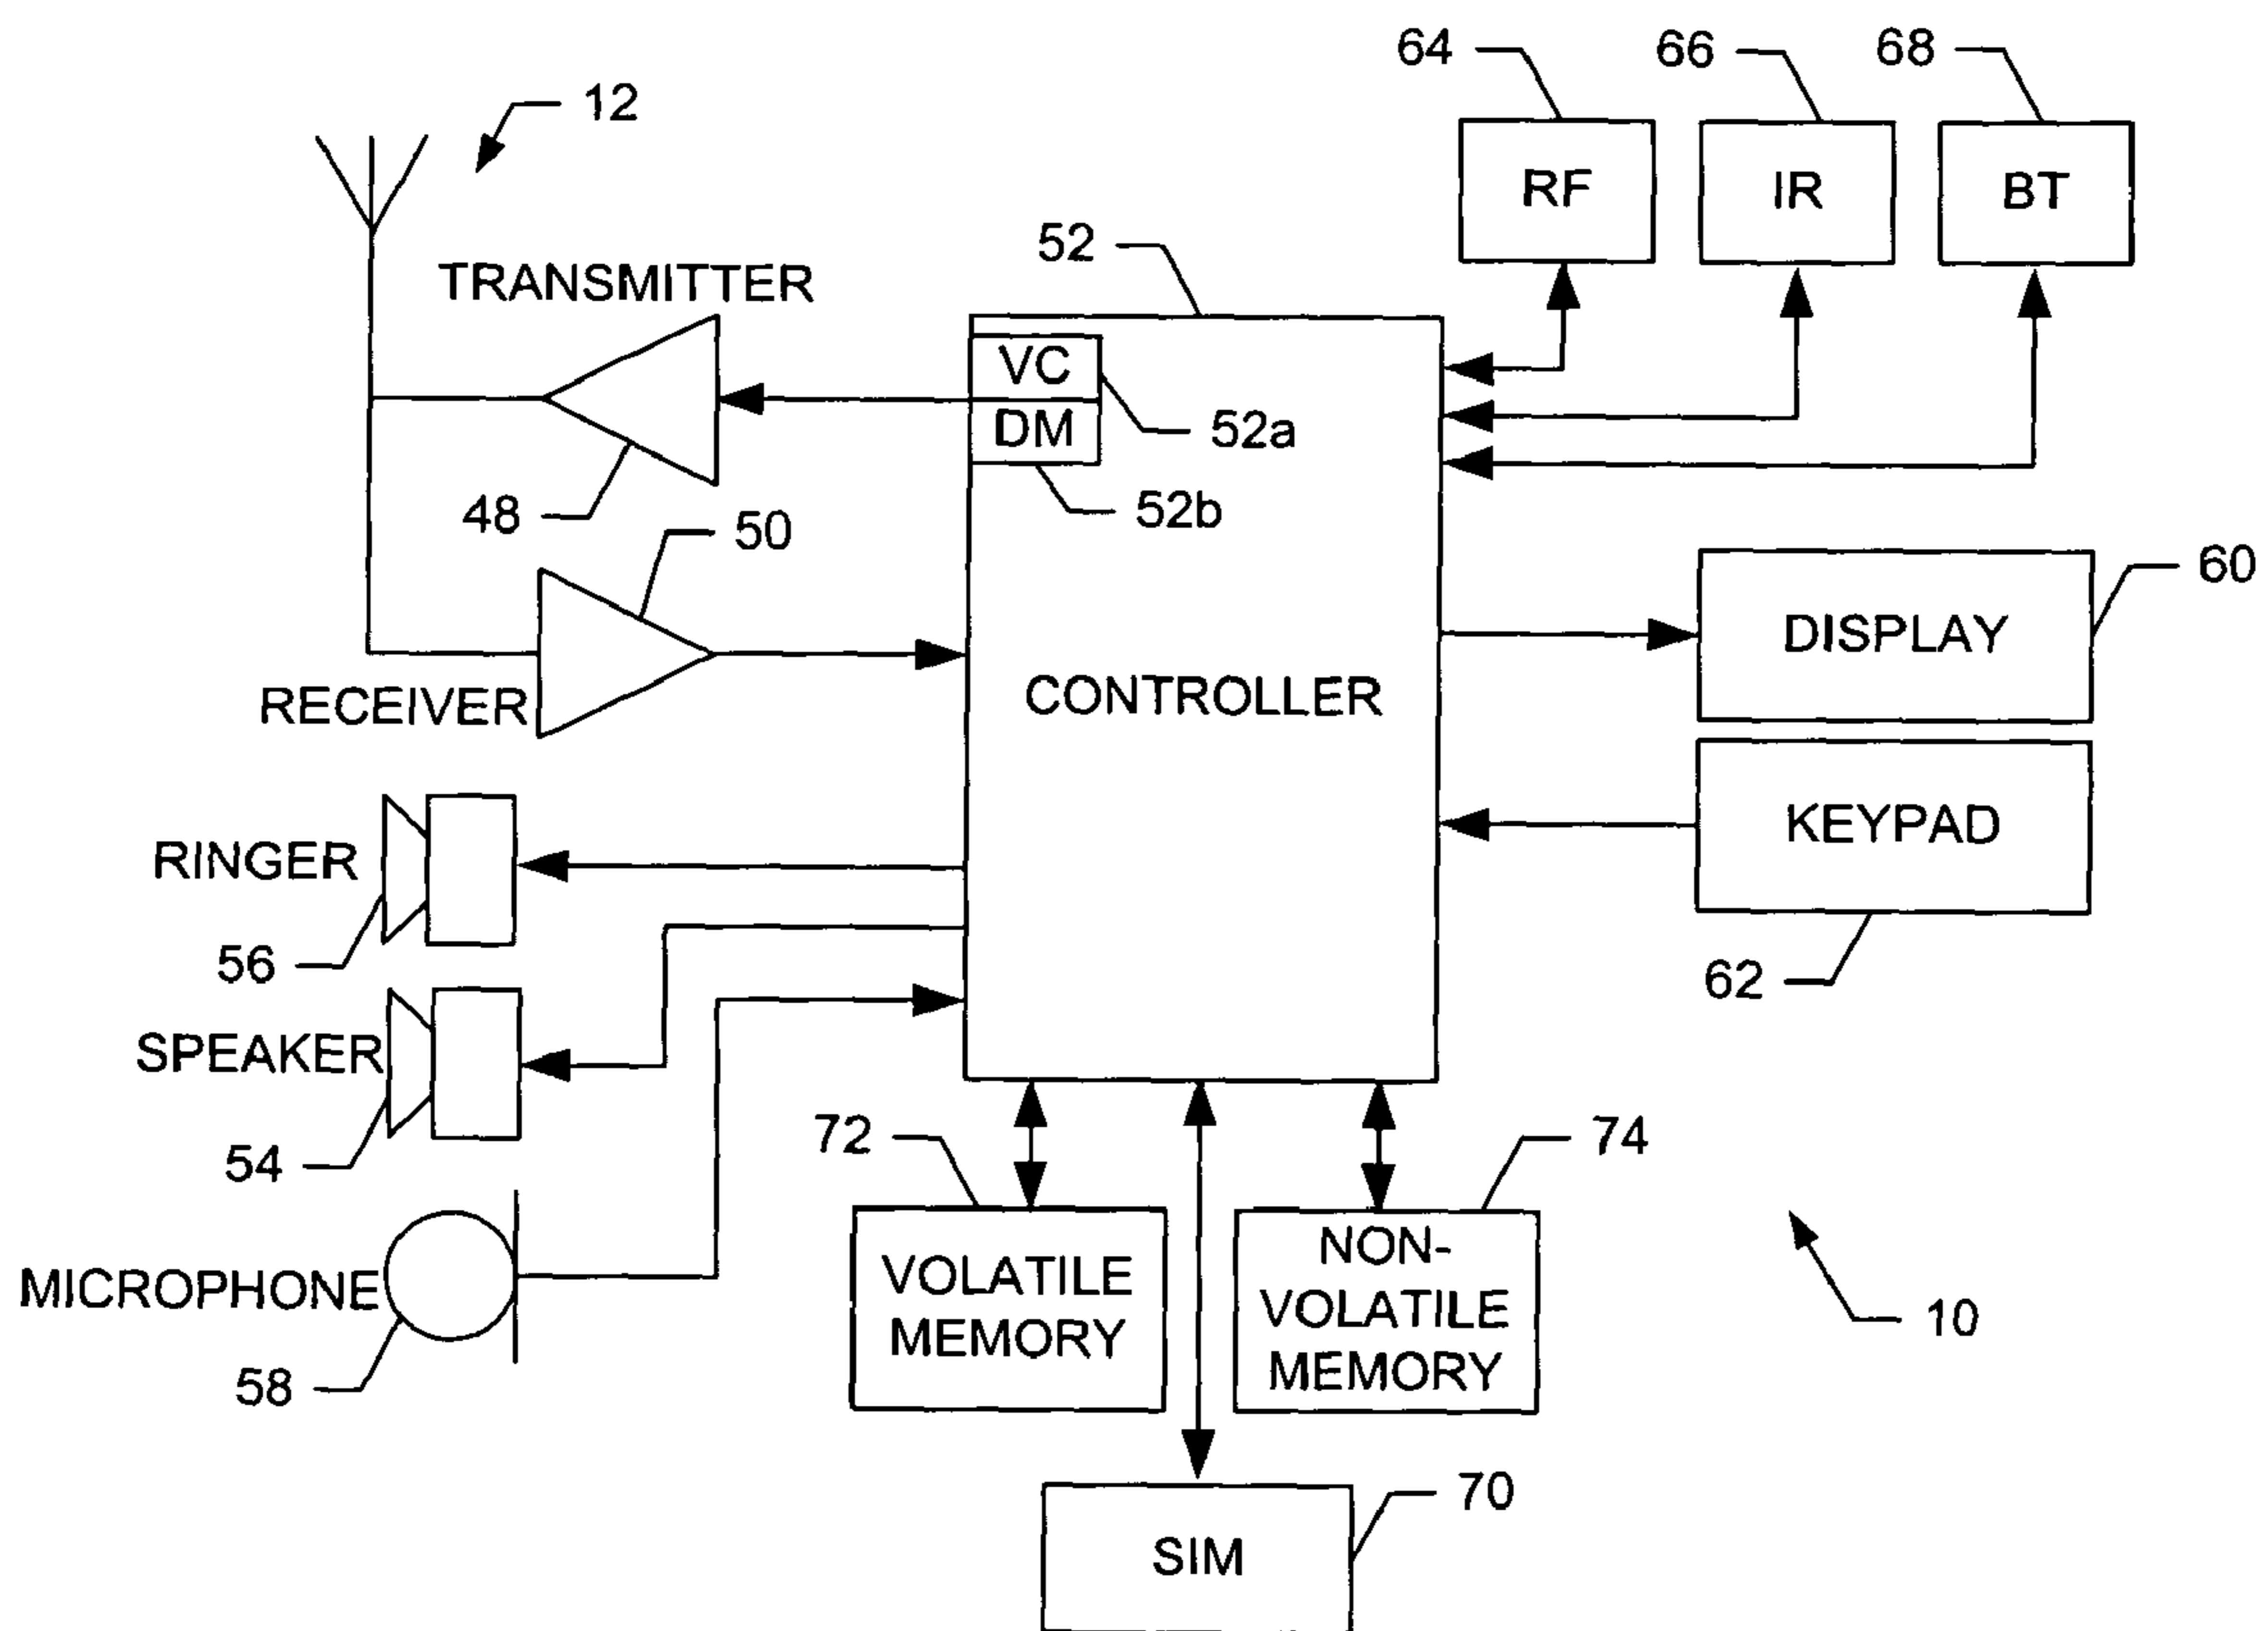 64
66
68
12
RF
IR
BT
52
TRANSMITTER
VC
52a
DM
48
52b
50
60
DISPLAY
RECEIVER
CONTROLLER
KEYPAD
RINGER
56
62
SPEAKER
54
72
74
MICROPHONE
58
VOLATILE
MEMORY
NON-
VOLATILE
MEMORY
10
70
SIM